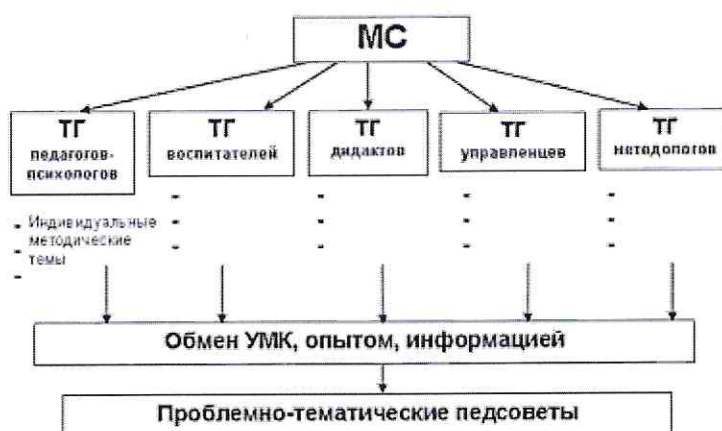 МС
ТГ
педагогов-
психологов
ТГ
воспитателей
ТГ
дидактов
ТГ
управленцев
ТГ
методологов
- Индивидуальные
- методические
темы
-
Обмен УМК, опытом, информацией
Проблемно-тематические педсоветы